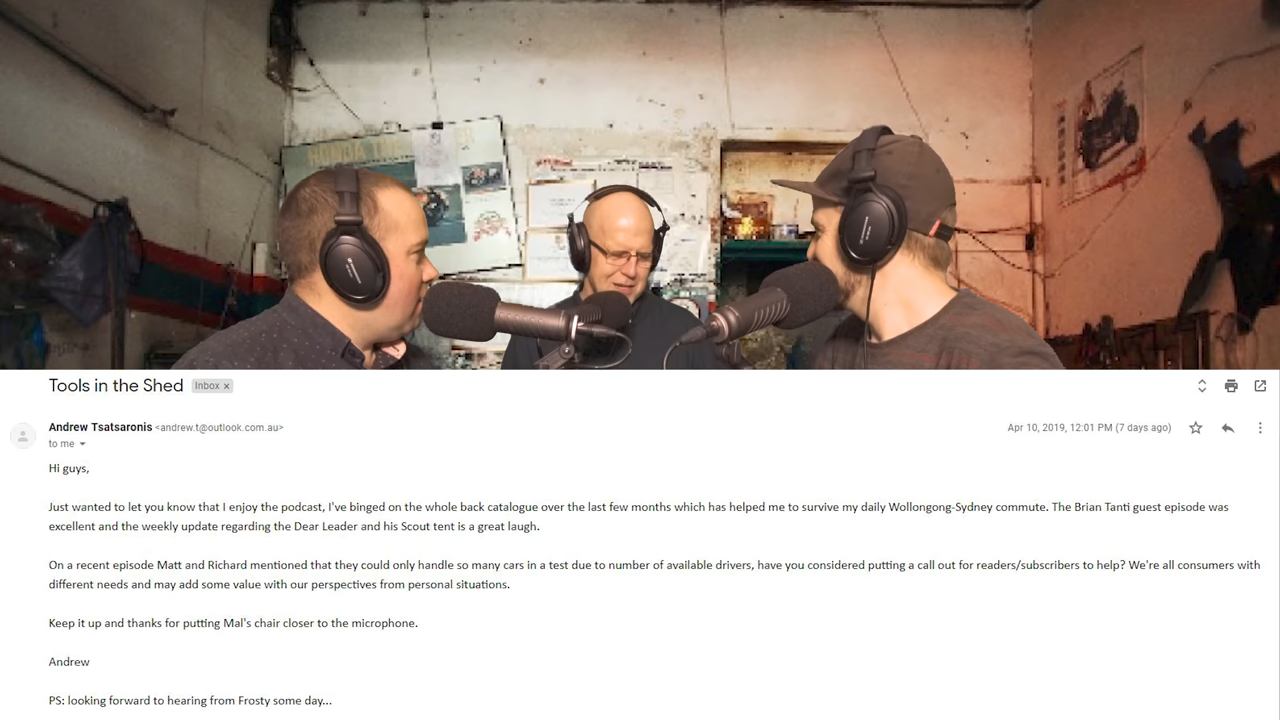 Tools in the Shed
Inbox x
Andrew Tsatsaronis <andrew.t@outlook.com.au>
Apr 10, 2019, 12:01 PM (7 days ago)
to me
Hi guys,
Just wanted to let you know that I enjoy the podcast, I've binged on the whole back catalogue over the last few months which has helped me to survive my daily Wollongong-Sydney commute. The Brian Tanti guest episode was
excellent and the weekly update regarding the Dear Leader and his Scout tent is a great laugh.
On a recent episode Matt and Richard mentioned that they could only handle so many cars in a test due to number of available drivers, have you considered putting a call out for readers/subscribers to help? We're all consumers with
different needs and may add some value with our perspectives from personal situations.
Keep it up and thanks for putting Mal's chair closer to the microphone.
Andrew
PS: looking forward to hearing from Frosty some day...